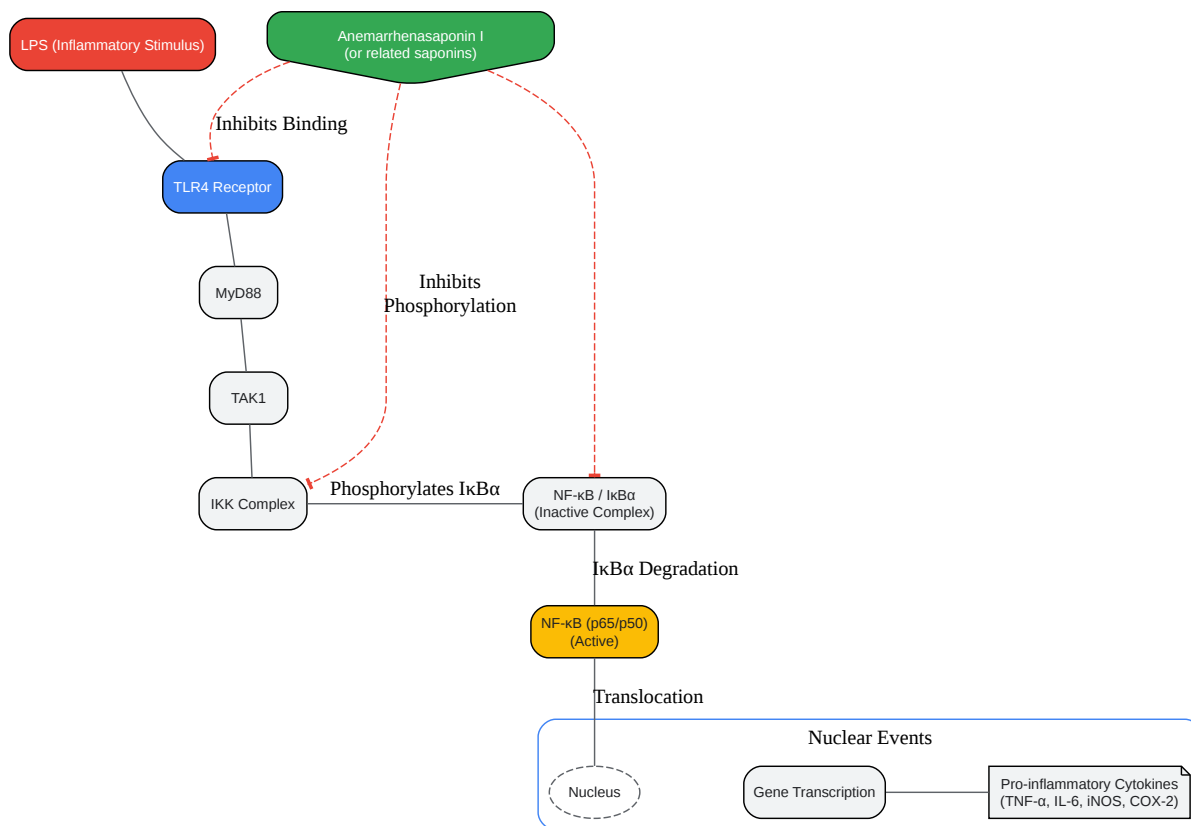 LPS (Inflammatory Stimulus)
Anemarrhenasaponin I
(or related saponins)
Inhibits Binding
TLR4 Receptor
MyD88
Inhibits
Phosphorylation
TAK1
IKK Complex
Phosphorylates IκBα
NF-κB / IκBα
(Inactive Complex)
IκBα Degradation
NF-κB (p65/p50)
(Active)
Translocation
Nuclear Events
Nucleus
Gene Transcription
Pro-inflammatory Cytokines
(TNF-α, IL-6, iNOS, COX-2)